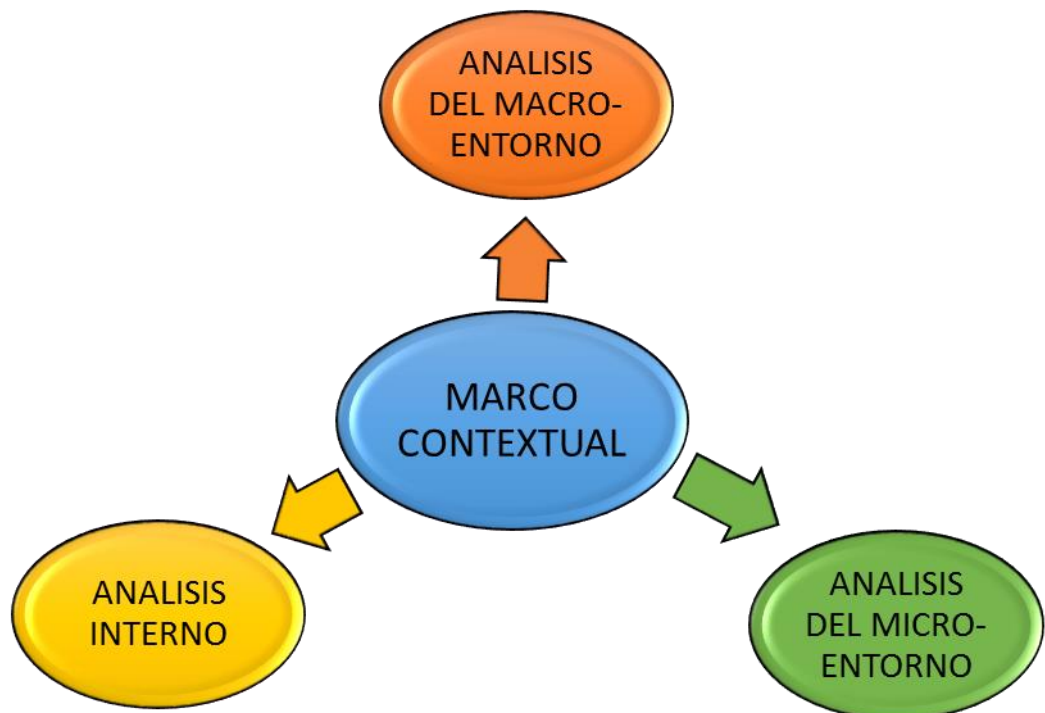 ANALISIS
DEL MACRO-
ENTORNO
MARCO
CONTEXTUAL
ANALISIS
INTERNO
ANALISIS
DEL MICRO-
ENTORNO